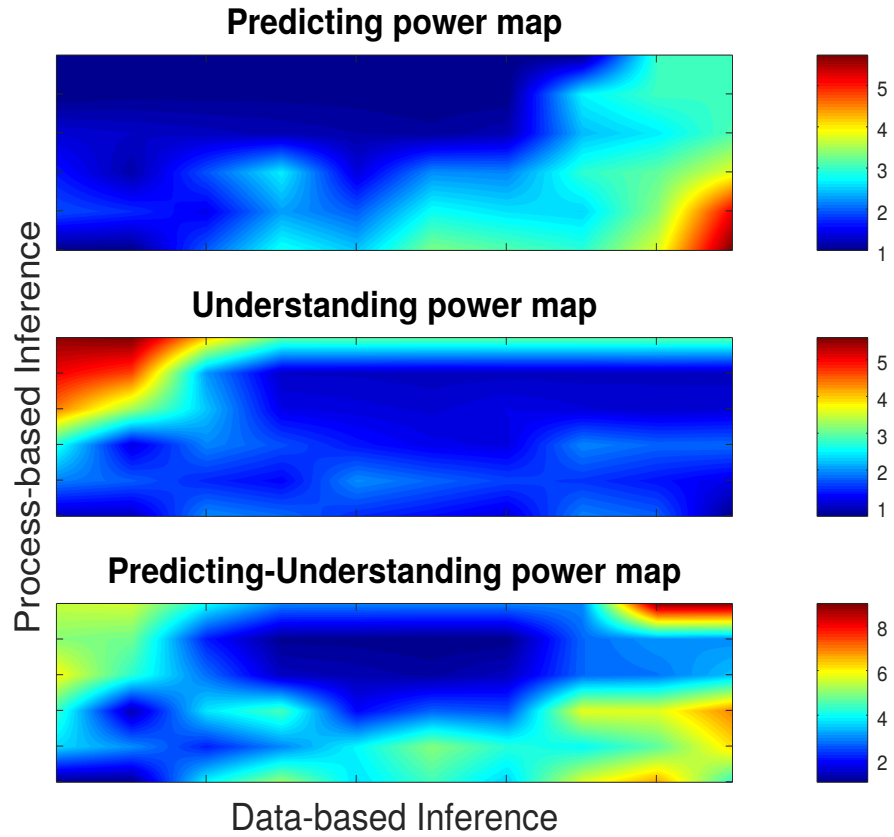 Predicting power map
5
4
3
2
1
Understanding power map
5
4
3
2
1
Predicting-Understanding power map
8
6
4
2
Process-based Inference
Data-based Inference